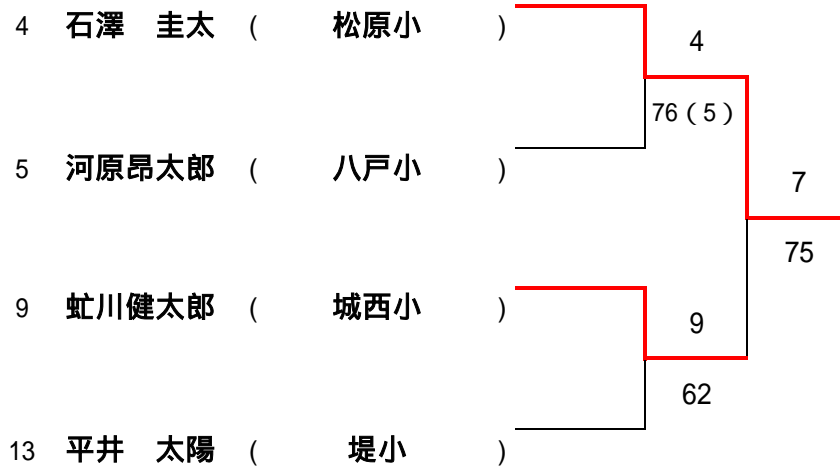 4 石澤 圭太 ( 松原小 )
4
76(5)
5 河原昂太郎 ( 八戸小 )
7
75
9 虻川健太郎 ( 城西小 )
9
62
13 平井 太陽 ( 堤小 )